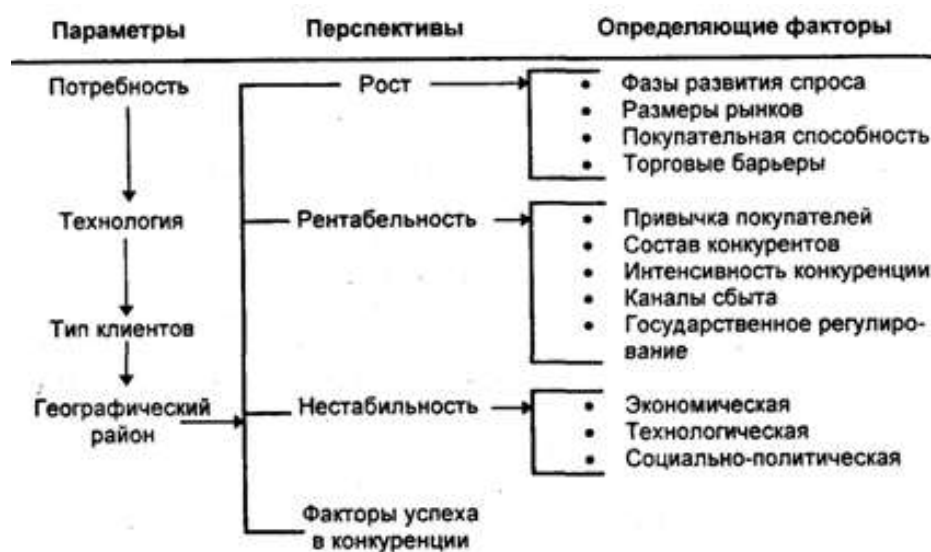 Параметры
Перспективы
Определяющие факторы
Потребность
Технология
Тип клиентов
Географический
район
Рост
Рентабельность
Нестабильность
Факторы успеха
в конкуренции
• Фазы развития спроса
• Размеры рынков
• Покупательная способность
• Торговые барьеры
• Привычка покупателей
• Состав конкурентов
• Интенсивность конкуренции
• Каналы сбыта
• Государственное регулиро-
вание
• Экономическая
• Технологическая
• Социально-политическая